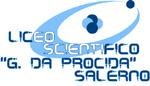 LICEO
SCIENTIFICO
"G. DA PROCIDA"
SALERNO